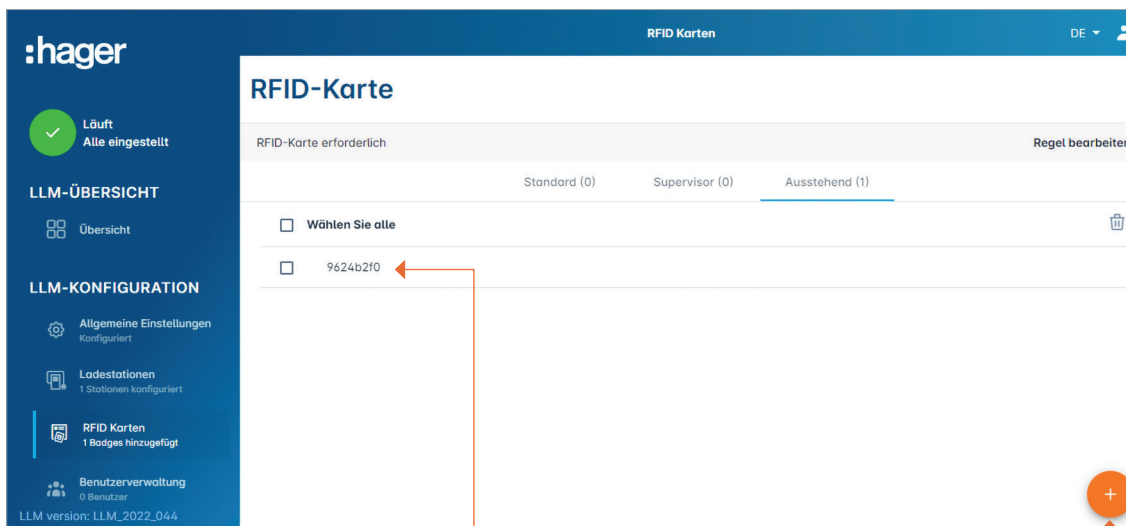 :hager
RFID Karten
DE
RFID-Karte
Läuft
Alle eingestellt
RFID-Karte erforderlich
Regel bearbeiten
Standard (0)
Supervisor (0)
Ausstehend (1)
LLM-ÜBERSICHT
Übersicht
Wählen Sie alle
9624b2f0
LLM-KONFIGURATION
Allgemeine Einstellungen
Konfiguriert
Ladestationen
1 Stationen konfiguriert
RFID Karten
1 Badges hinzugefügt
Benutzerverwaltung
0 Benutzer
LLM version: LLM_2022_044